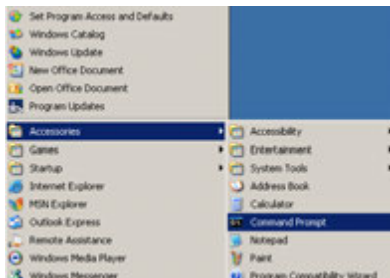 Set Program Access and Defaults
Windows Catalog
Windows Update
New Office Document
Open Office Document
Program Updates
Accessories
Games
Startup
Internet Explorer
MSN Explorer
Outlook Express
Remote Assistance
Windows Media Player
Windows Messenger
Accessibility
Entertainment
System Tools
Address Book
Calculator
Command Prompt
Notepad
Paint
Program Compatibility Wizard